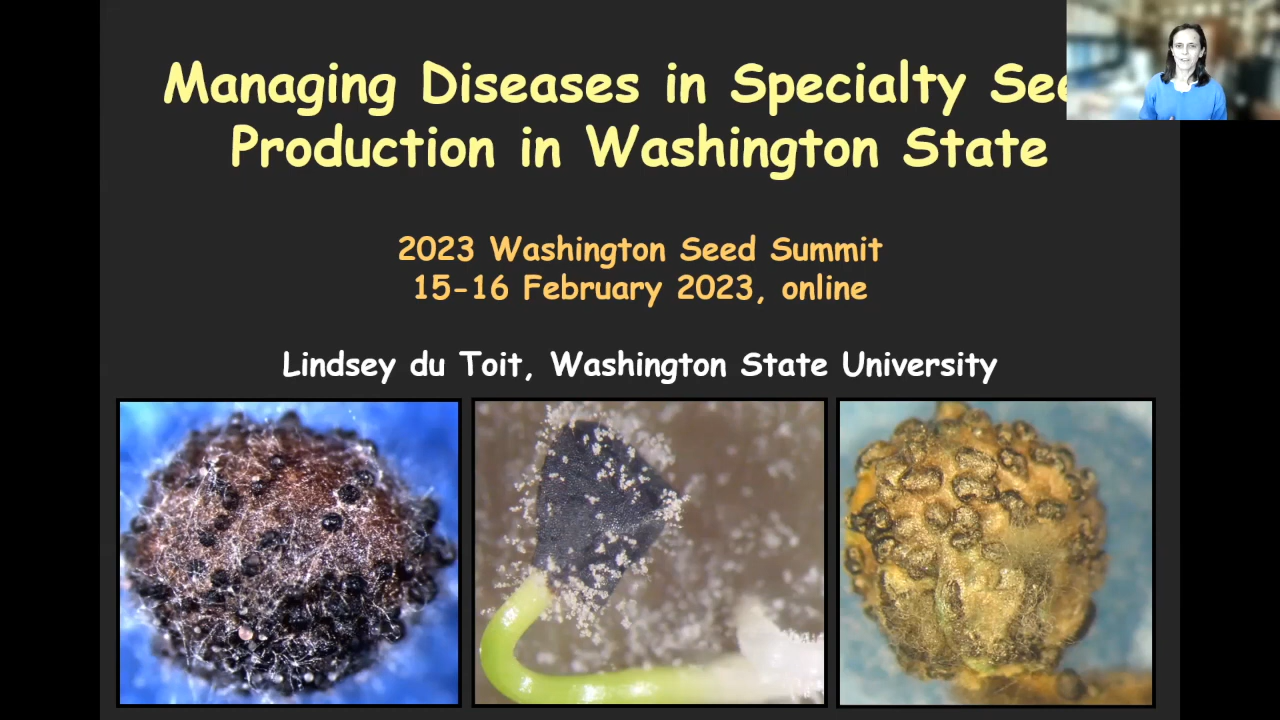 Managing Diseases in Specialty See
Production in Washington State
2023 Washington Seed Summit
15-16 February 2023, online
Lindsey du Toit, Washington State University